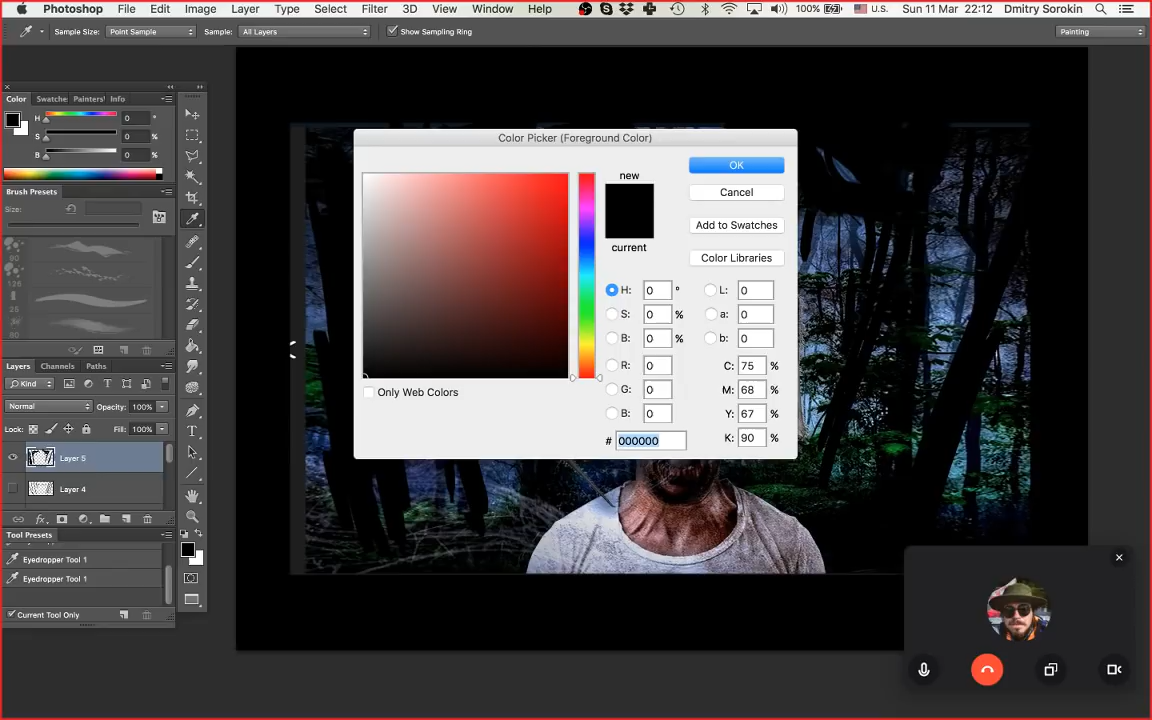 Photoshop File Edit Image Layer Type Select Filter 3D View Window Help 100% U.S. Sun 11 Mar 22:12 Dmitry Sorokin
Sample Size: Point Sample Sample: All Layers Show Sampling Ring Painting
Color Swatche Painters' Info
H 0 °
S 0 %
B 0 %
Brush Presets
Size:
90
126
25
80
Layers Channels Paths
Kind
Normal Opacity: 100%
Lock: Fill: 100%
Layer 5
Layer 4
Tool Presets
Eyedropper Tool 1
Eyedropper Tool 1
Current Tool Only
Color Picker (Foreground Color)
new
current
OK
Cancel
Add to Swatches
Color Libraries
H: 0 ° L: 0
S: 0 % a: 0
B: 0 % b: 0
R: 0 C: 75 %
G: 0 M: 68 %
B: 0 Y: 67 %
# 000000 K: 90 %
Only Web Colors